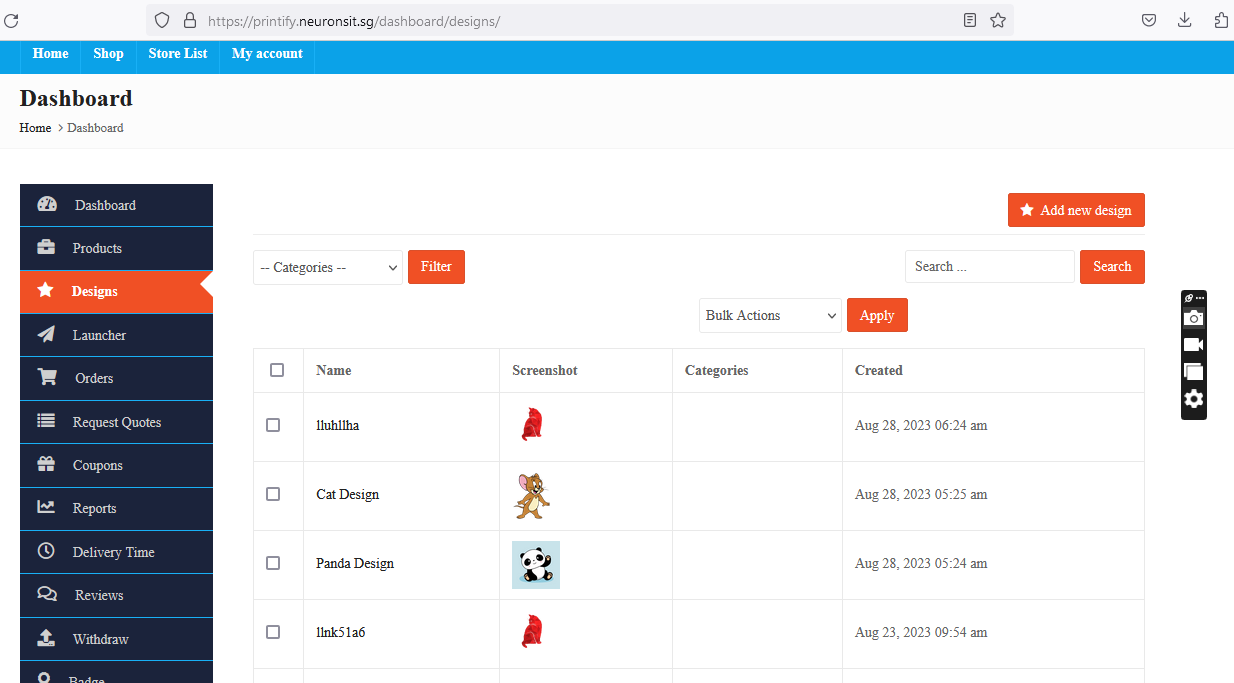 https://printify.neuronsit.sg/dashboard/designs/
Home Shop Store List My account
Dashboard
Home > Dashboard
Dashboard
Products
Designs
Launcher
Orders
Request Quotes
Coupons
Reports
Delivery Time
Reviews
Withdraw
Badge
Add new design
-- Categories -- Filter Search ... Search
Bulk Actions Apply
Name Screenshot Categories Created
lluhllha Aug 28, 2023 06:24 am
Cat Design Aug 28, 2023 05:25 am
Panda Design Aug 28, 2023 05:24 am
llnk51a6 Aug 23, 2023 09:54 am